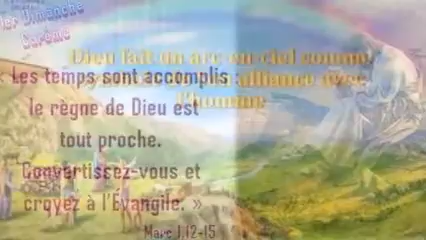 1er Dimanche
Carême
Dieu fait un arc-en-ciel comme
alliance avec
l'homme
« Les temps sont accomplis :
le règne de Dieu est
tout proche.
Convertissez-vous et
croyez à l'Évangile. »
Marc 1,12-15